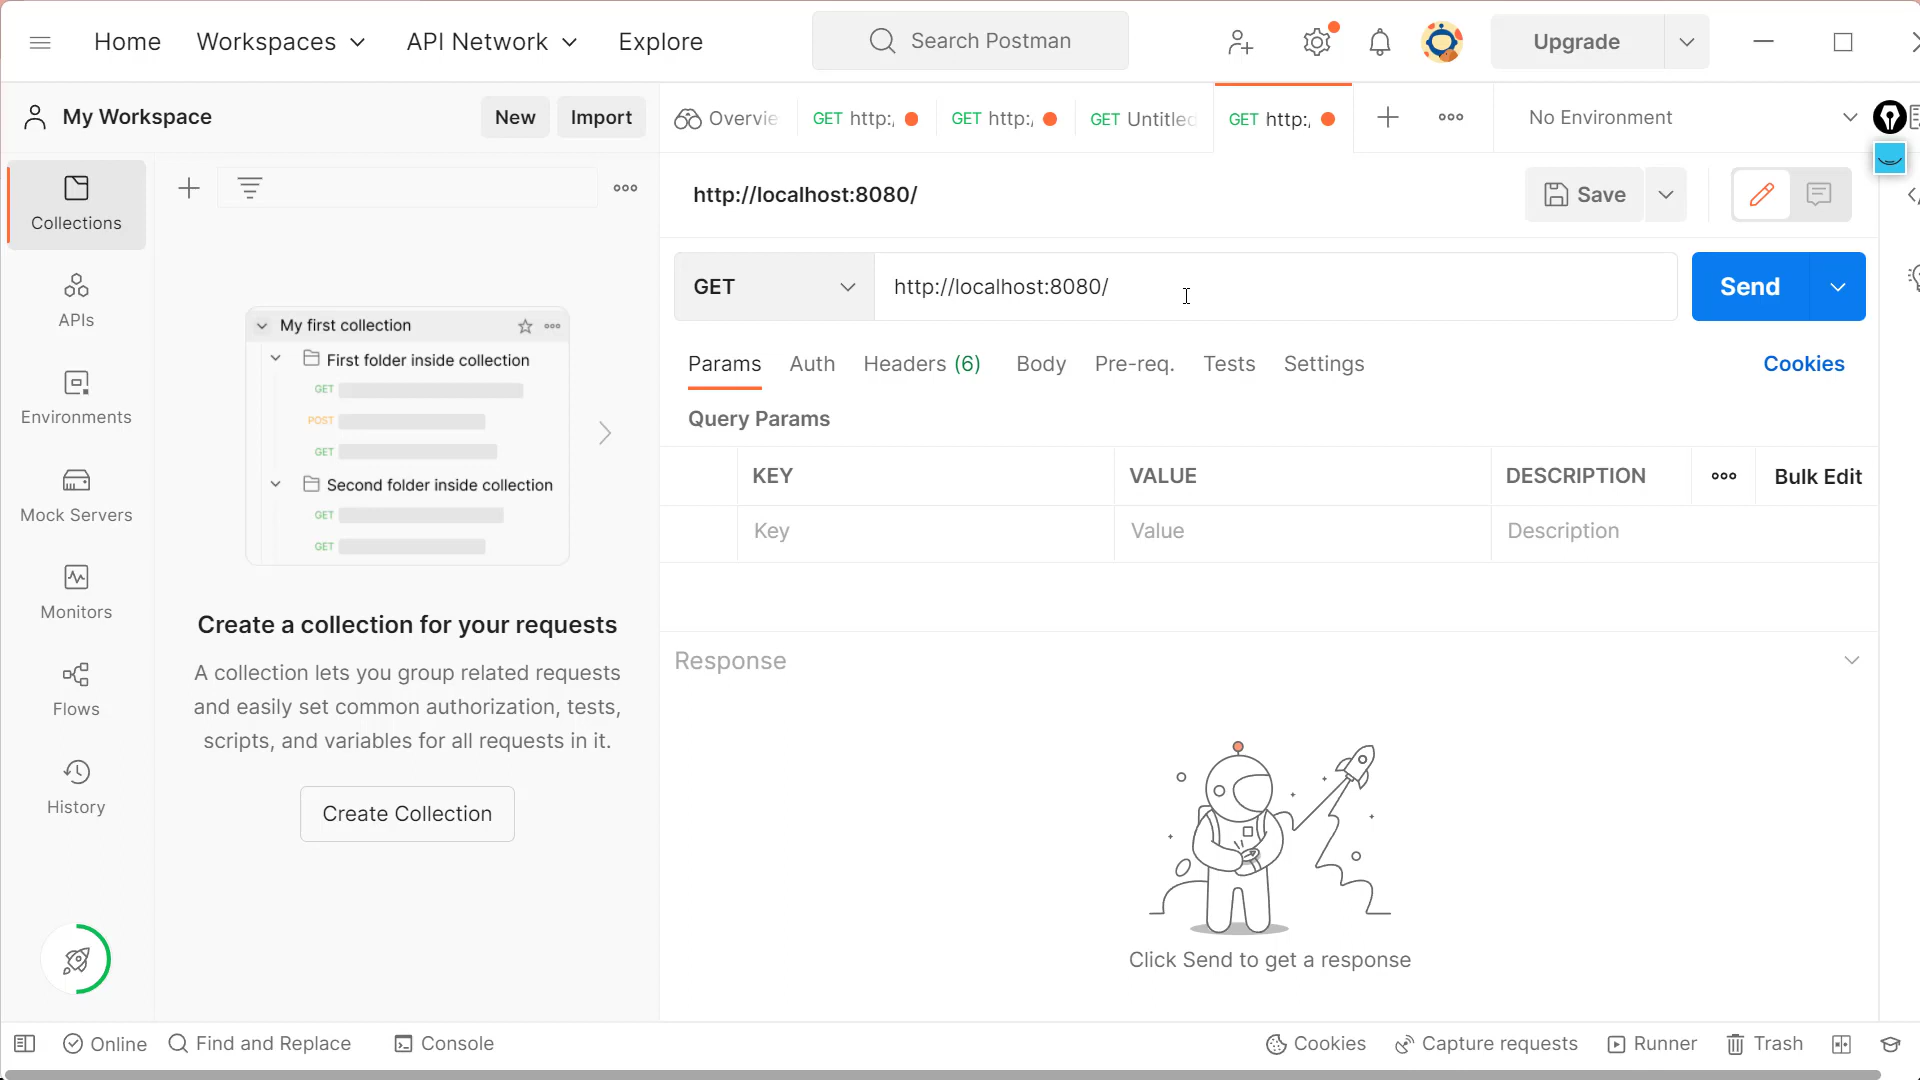 Home
Workspaces
API Network
Explore
Search Postman
Upgrade
My Workspace
New
Import
Overvie
GET http:/
GET http:/
GET Untitled
GET http:/
No Environment
Collections
APIs
Environments
Mock Servers
Monitors
Flows
History
My first collection
First folder inside collection
GET
POST
GET
Second folder inside collection
GET
GET
Create a collection for your requests
A collection lets you group related requests
and easily set common authorization, tests,
scripts, and variables for all requests in it.
Create Collection
http://localhost:8080/
Save
GET
http://localhost:8080/
Send
Params
Auth
Headers (6)
Body
Pre-req.
Tests
Settings
Cookies
Query Params
KEY
VALUE
DESCRIPTION
Bulk Edit
Key
Value
Description
Response
Click Send to get a response
Online
Find and Replace
Console
Cookies
Capture requests
Runner
Trash